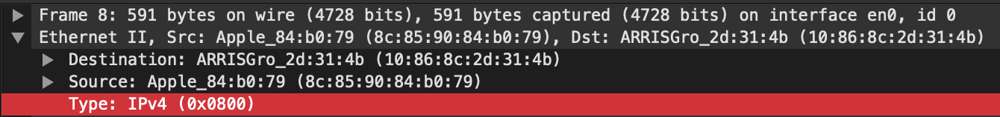 Frame 8: 591 bytes on wire (4728 bits), 591 bytes captured (4728 bits) on interface en0, id 0
Ethernet II, Src: Apple_84:b0:79 (8c:85:90:84:b0:79), Dst: ARRISGro_2d:31:4b (10:86:8c:2d:31:4b)
Destination: ARRISGro_2d:31:4b (10:86:8c:2d:31:4b)
Source: Apple_84:b0:79 (8c:85:90:84:b0:79)
Type: IPv4 (0x0800)